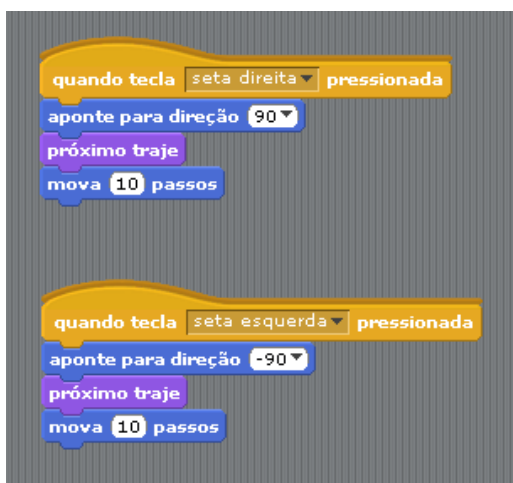 quando tecla seta direita pressionada
aponte para direção 90
próximo traje
mova 10 passos
quando tecla seta esquerda pressionada
aponte para direção -90
próximo traje
mova 10 passos